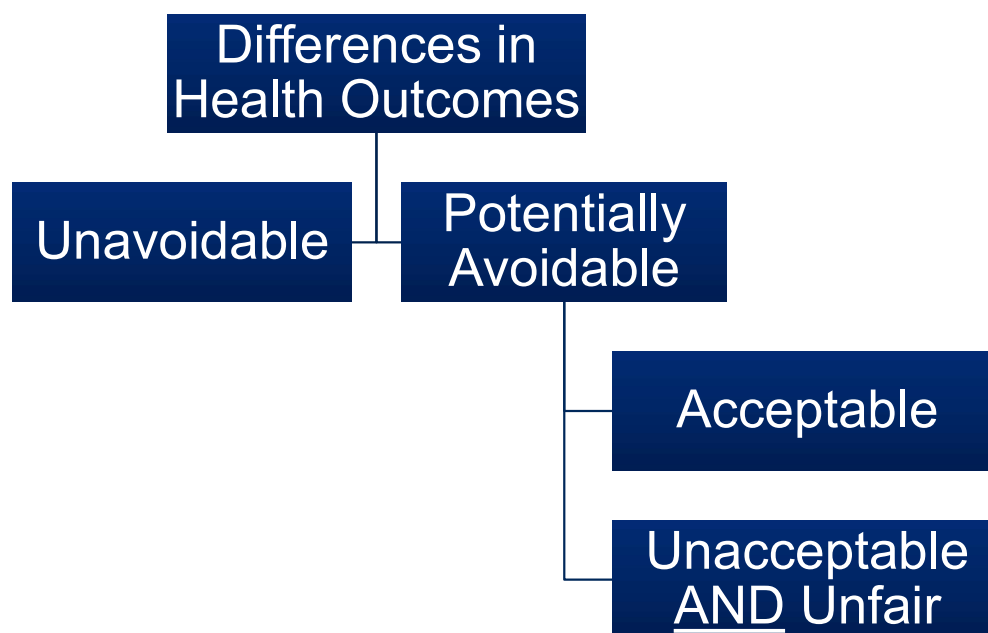 Differences in
Health Outcomes
Unavoidable
Potentially
Avoidable
Acceptable
Unacceptable
AND Unfair